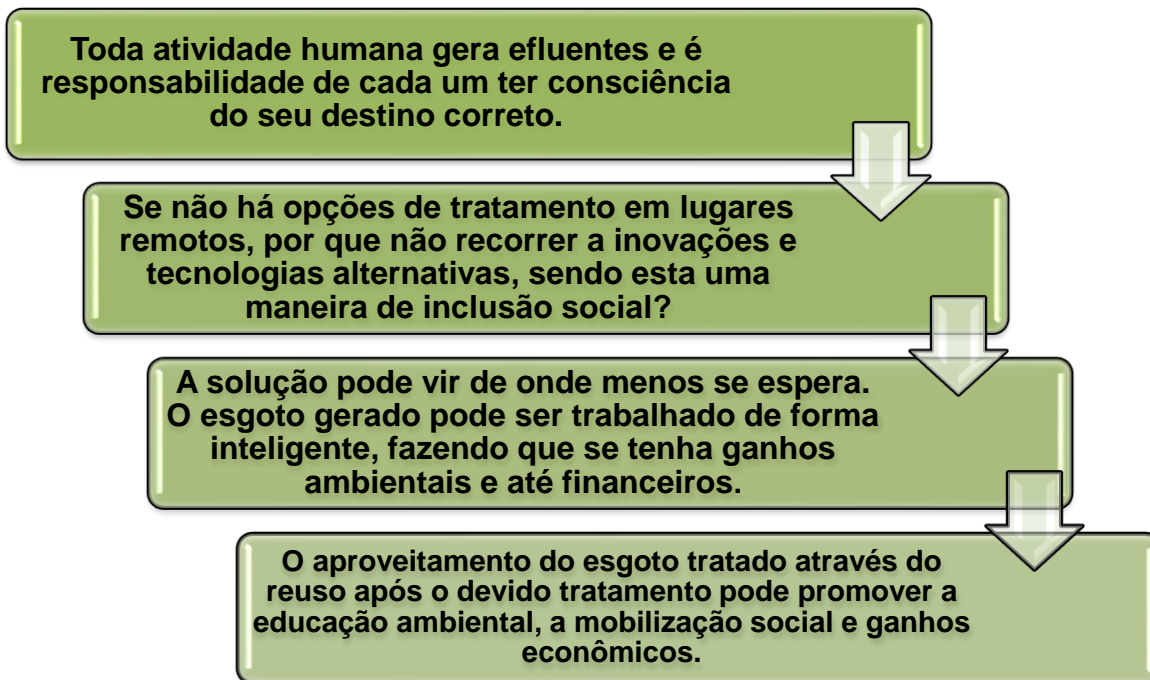 Toda atividade humana gera efluentes e é
responsabilidade de cada um ter consciência
do seu destino correto.
Se não há opções de tratamento em lugares
remotos, por que não recorrer a inovações e
tecnologias alternativas, sendo esta uma
maneira de inclusão social?
A solução pode vir de onde menos se espera.
O esgoto gerado pode ser trabalhado de forma
inteligente, fazendo que se tenha ganhos
ambientais e até financeiros.
O aproveitamento do esgoto tratado através do
reuso após o devido tratamento pode promover a
educação ambiental, a mobilização social e ganhos
econômicos.